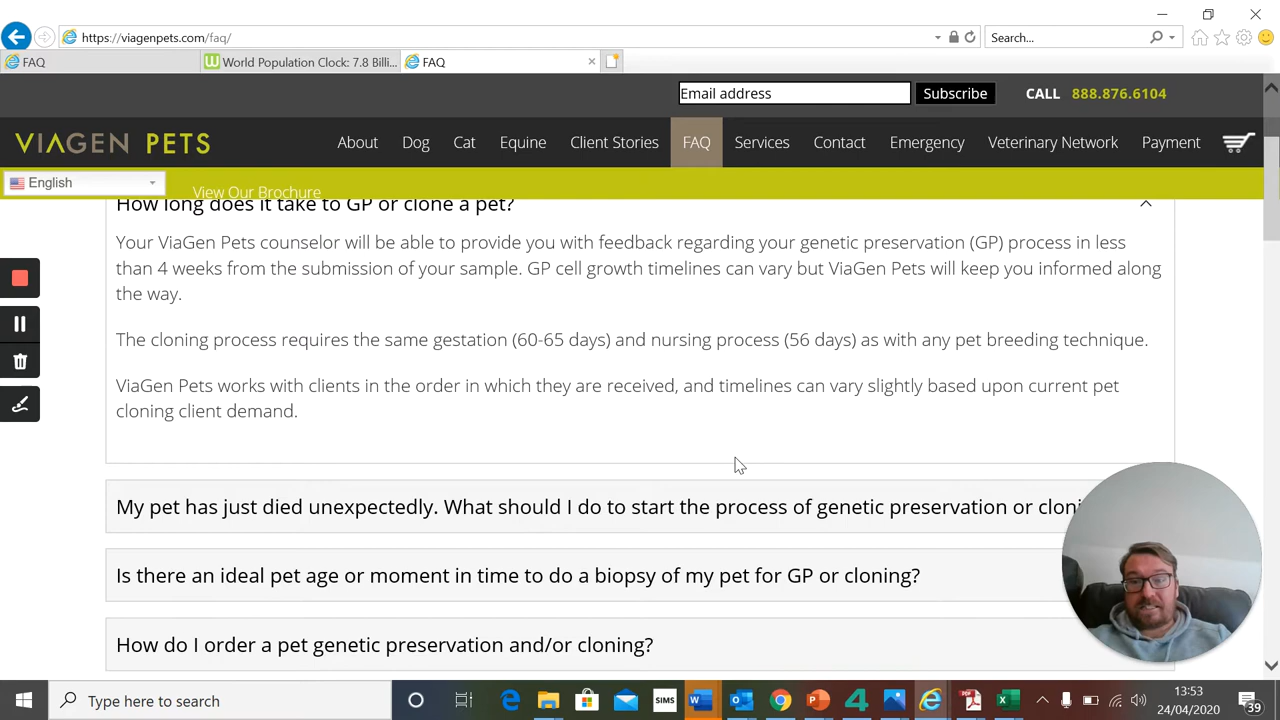 https://viagenpets.com/faq/
Search...
FAQ
World Population Clock: 7.8 Billi...
FAQ
Email address
Subscribe
CALL 888.876.6104
VIAGEN PETS
About
Dog
Cat
Equine
Client Stories
FAQ
Services
Contact
Emergency
Veterinary Network
Payment
English
View Our Brochure
How long does it take to GP or clone a pet?
Your ViaGen Pets counselor will be able to provide you with feedback regarding your genetic preservation (GP) process in less
than 4 weeks from the submission of your sample. GP cell growth timelines can vary but ViaGen Pets will keep you informed along
the way.
The cloning process requires the same gestation (60-65 days) and nursing process (56 days) as with any pet breeding technique.
ViaGen Pets works with clients in the order in which they are received, and timelines can vary slightly based upon current pet
cloning client demand.
My pet has just died unexpectedly. What should I do to start the process of genetic preservation or cloni
Is there an ideal pet age or moment in time to do a biopsy of my pet for GP or cloning?
How do I order a pet genetic preservation and/or cloning?
Type here to search
SIMS
13:53
24/04/2020
39